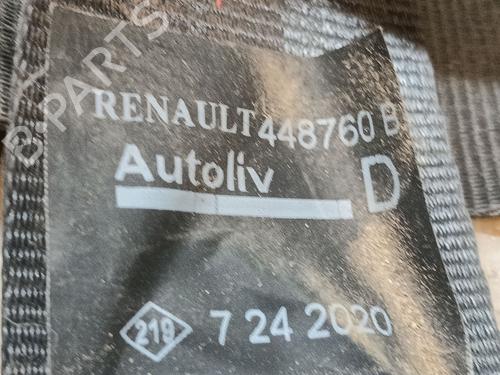 RENAULT 448760 B
Autoliv D
219 7 24 2020
B-PARTS